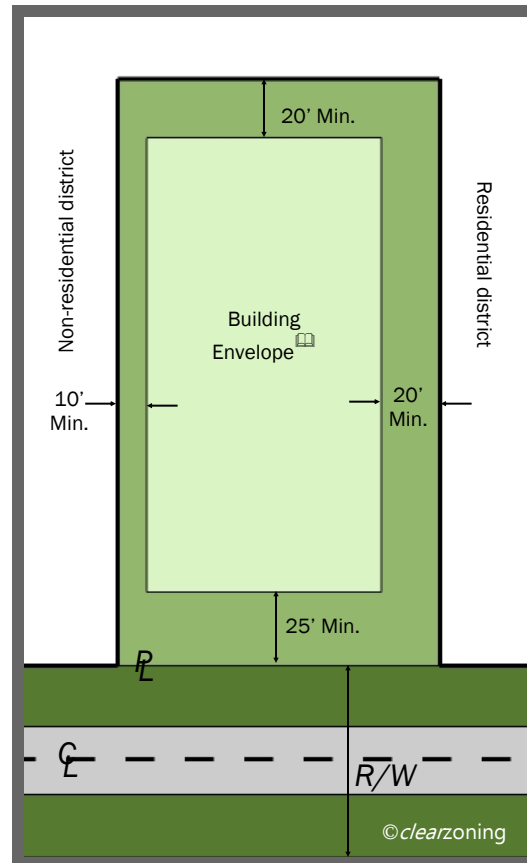 20’ Min.
Non-residential district
Residential district
Building
Envelope
10’
Min.
20’
Min.
25’ Min.
PL
CL
R/W
©clearzoning